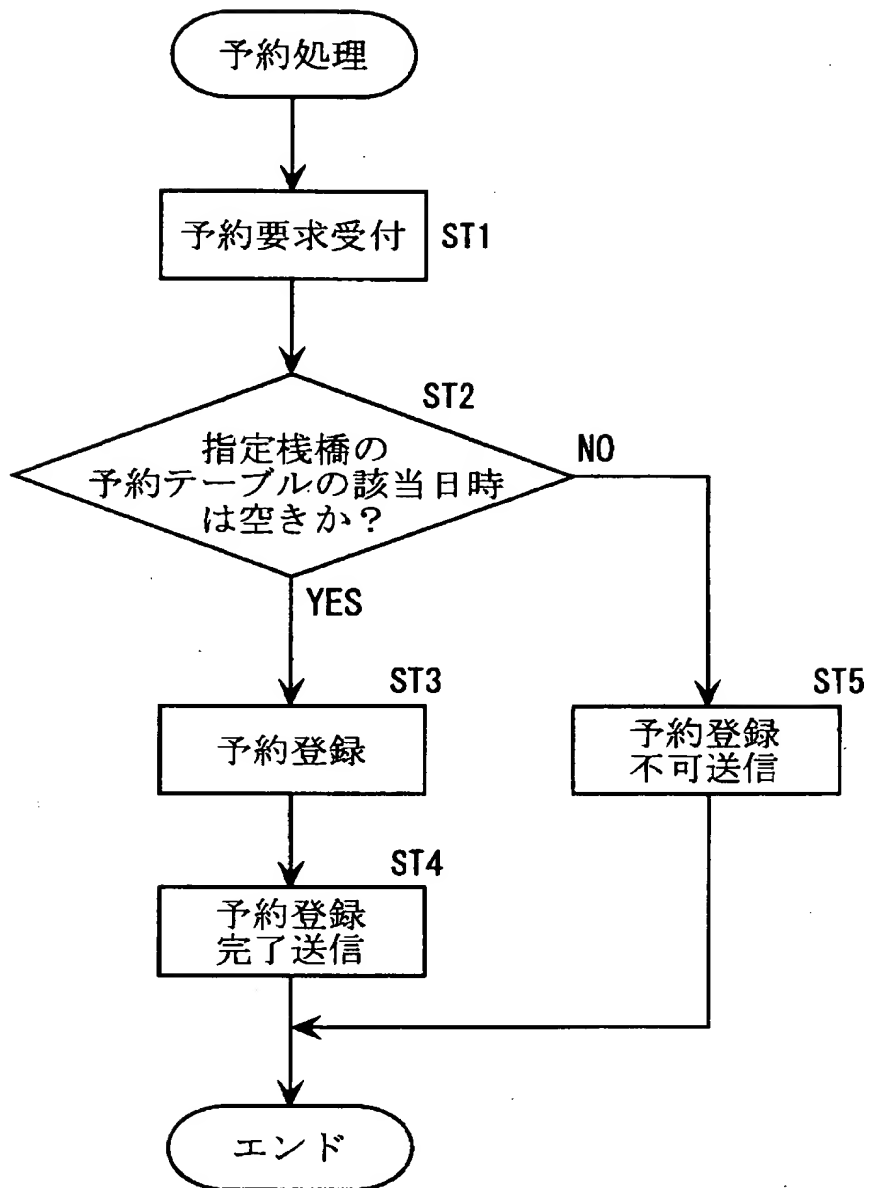 予約処理
予約要求受付
ST1
ST2
指定桟橋の
予約テーブルの該当日時
は空きか？
NO
YES
ST3
予約登録
ST5
予約登録
不可送信
ST4
予約登録
完了送信
エンド